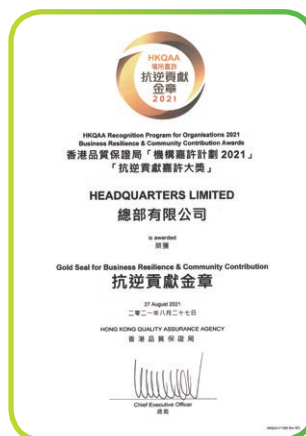 HKQAA
場所嘉許
抗逆貢獻
金章
2021
HKQAA Recognition Program for Organisations 2021
Business Resilience & Community Contribution Awards
香港品質保證局「機構嘉許計劃 2021」
「抗逆貢獻嘉許大獎」
HEADQUARTERS LIMITED
總部有限公司
is awarded
榮獲
Gold Seal for Business Resilience & Community Contribution
抗逆貢獻金章
27 August 2021
二零二一年八月二十七日
HONG KONG QUALITY ASSURANCE AGENCY
香港品質保證局
Chief Executive Officer
總裁